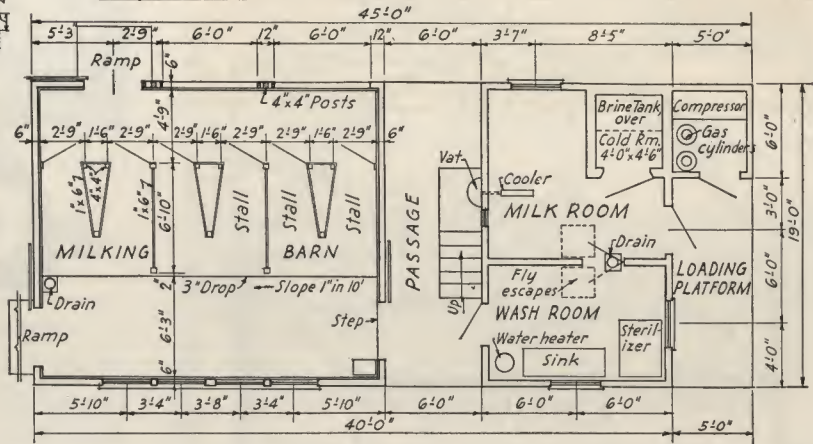 45'-0"
5'-3 2'-9" 6'-0" 12" 6'-0" 12" 6'-0" 3'-7" 8'-5" 5'-0"
Ramp
6"
4"x4" Posts
4'-9"
6" 2'-9" 1'-6" 2'-9" 2'-9" 1'-6" 2'-9" 2'-9" 1'-6" 2'-9" 6"
1"x6"
4"x4"
1"x6"
6'-10"
Stall
Stall
Stall
MILKING BARN
Drain
3" Drop
Slope 1" in 10'
2"
6'-3"
6"
Step
Ramp
PASSAGE
Vat
Up
Cooler
Brine Tank
over
Cold Rm.
4'-0"x4'-6"
Compressor
Gas
cylinders
MILK ROOM
Drain
Fly
escapes
LOADING
PLATFORM
WASH ROOM
Water heater
Sink
Steril-
izer
6'-0"
3'-0"
6'-0"
4'-0"
19'-0"
5'-10" 3'-4" 3'-8" 3'-4" 5'-10" 6'-0" 6'-0" 6'-0"
40'-0" 5'-0"